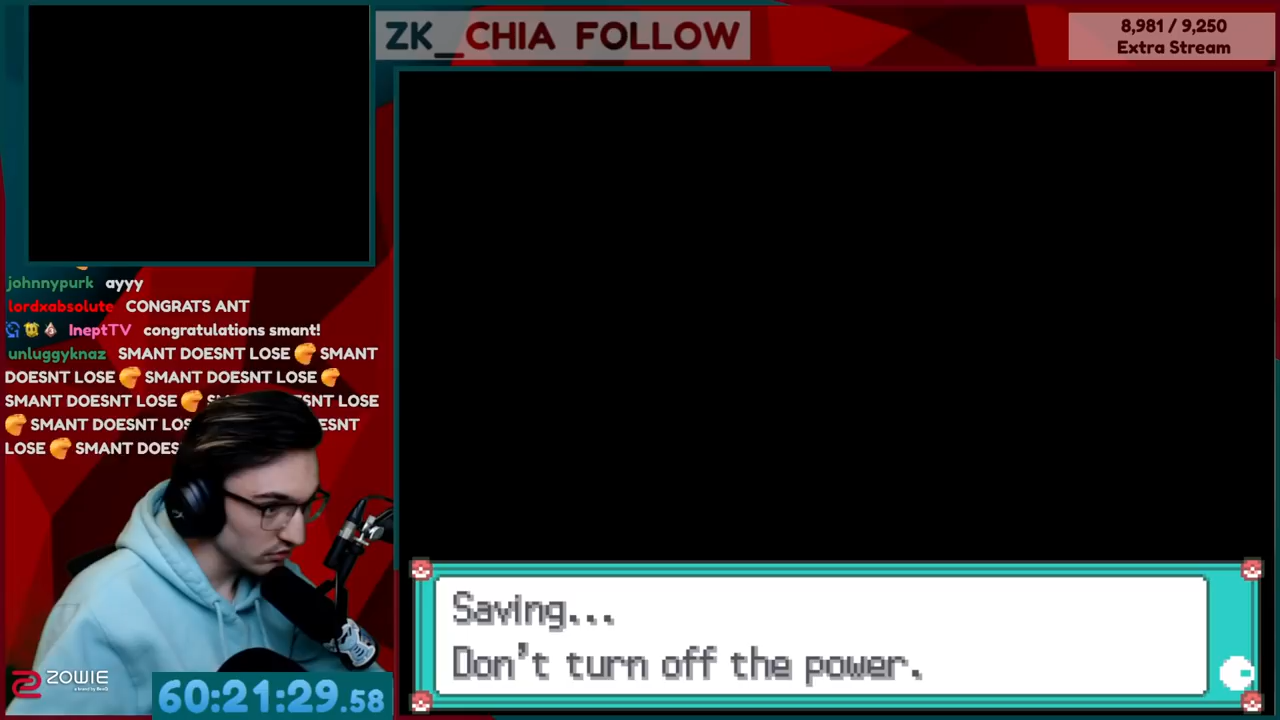 ZK_CHIA FOLLOW
8,981 / 9,250
Extra Stream
johnnypurk ayyy
lordxabsolute CONGRATS ANT
IneptTV congratulations smant!
unluggyknaz SMANT DOESNT LOSE SMANT
DOESNT LOSE SMANT DOESNT LOSE
SMANT DOESNT LOSE LOSE
SMANT DOESNT
LOSE SMANT
Saving...
Don't turn off the power.
ZOWIE
60:21:29.58